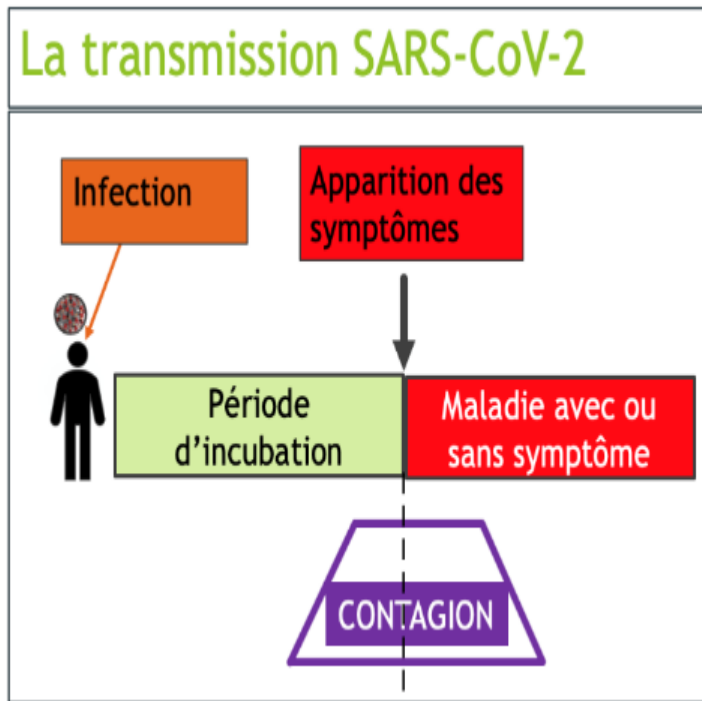 La transmission SARS-CoV-2
Infection
Apparition des
symptômes
Période
d’incubation
Maladie avec ou
sans symptôme
CONTAGION